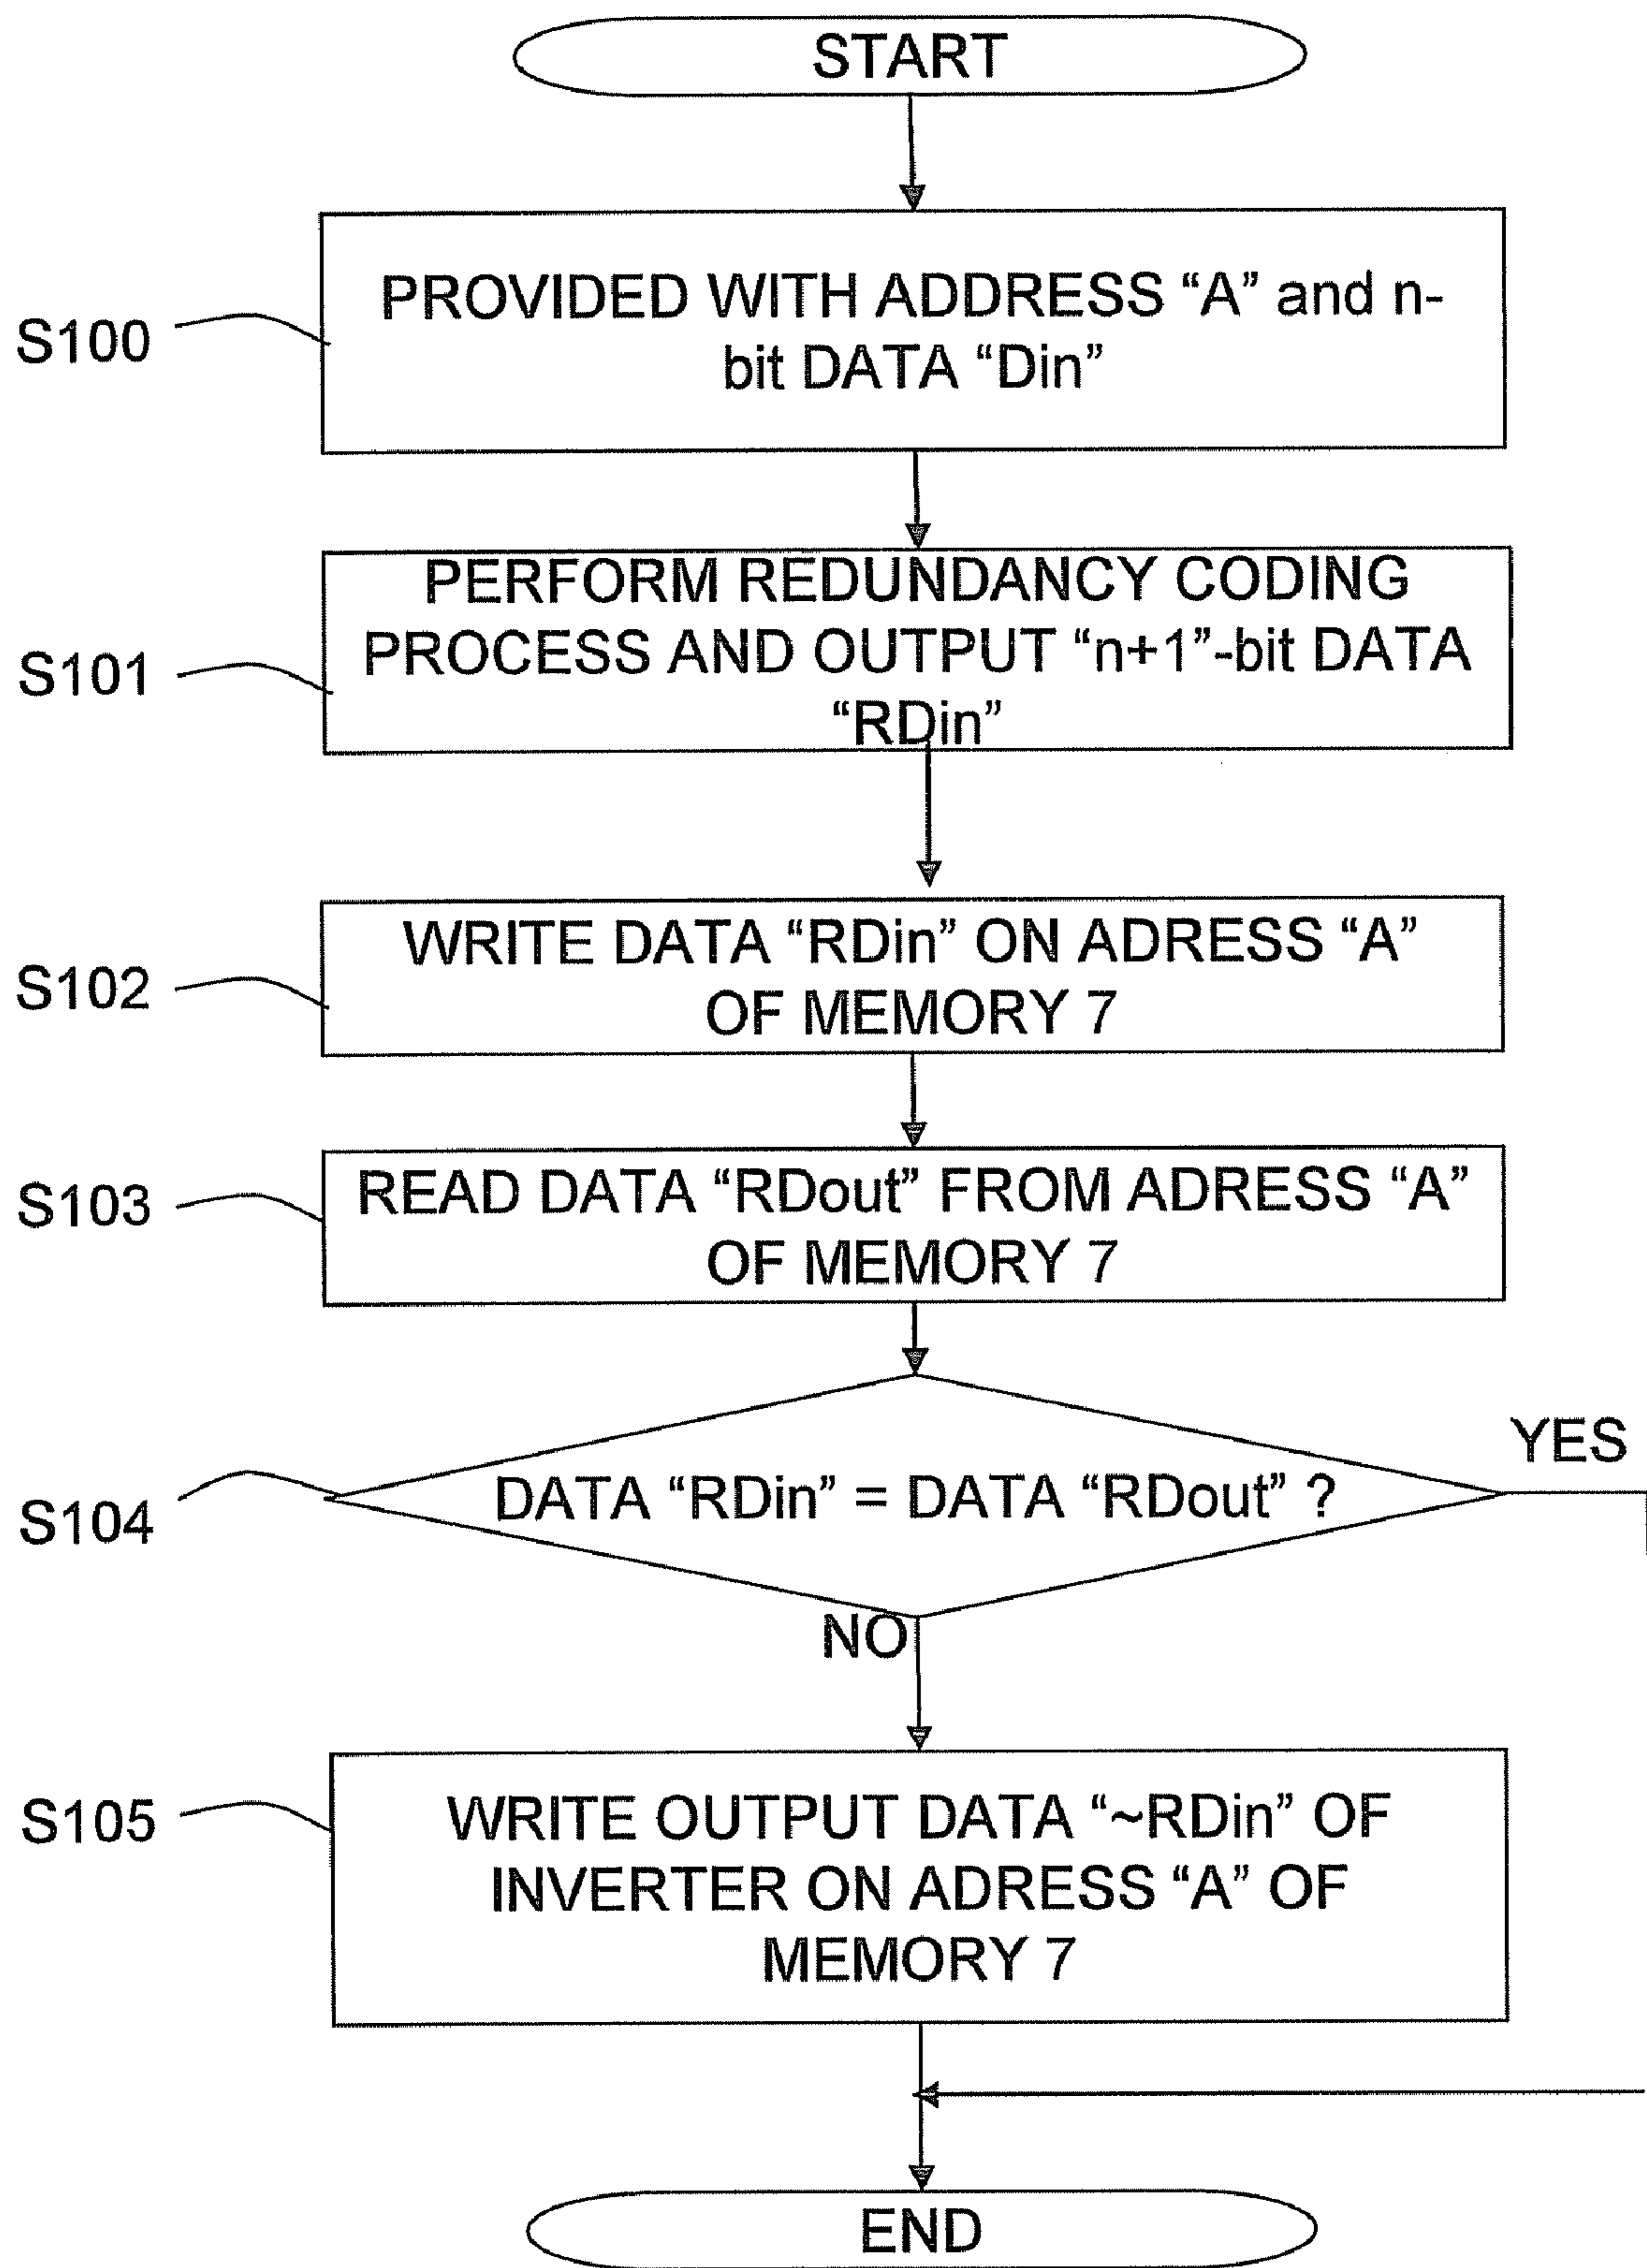 START
S100
PROVIDED WITH ADDRESS “A” and n-
bit DATA “Din”
S101
PERFORM REDUNDANCY CODING
PROCESS AND OUTPUT “n+1”-bit DATA
“RDin”
S102
WRITE DATA “RDin” ON ADRESS “A”
OF MEMORY 7
S103
READ DATA “RDout” FROM ADRESS “A”
OF MEMORY 7
S104
DATA “RDin” = DATA “RDout” ?
YES
NO
S105
WRITE OUTPUT DATA “~RDin” OF
INVERTER ON ADRESS “A” OF
MEMORY 7
END